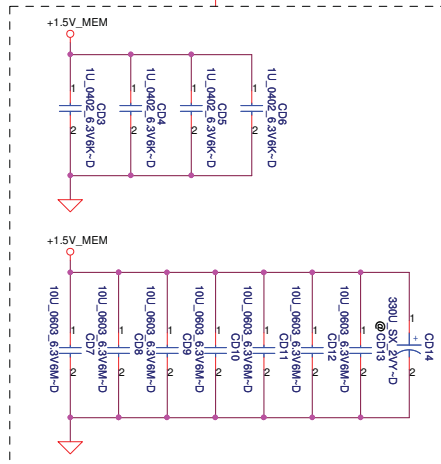 +1.5V_MEM
1
2
1U_0402_6.3V6K~D
CD3
1
2
1U_0402_6.3V6K~D
CD4
1
2
1U_0402_6.3V6K~D
CD5
1
2
1U_0402_6.3V6K~D
CD6
+1.5V_MEM
1
2
10U_0603_6.3V6M~D
CD7
1
2
10U_0603_6.3V6M~D
CD8
1
2
10U_0603_6.3V6M~D
CD9
1
2
10U_0603_6.3V6M~D
CD10
1
2
10U_0603_6.3V6M~D
CD11
1
2
10U_0603_6.3V6M~D
CD12
1
2
10U_0603_6.3V6M~D
@CD13
1
+
2
330U_SX_2VY~D
CD14